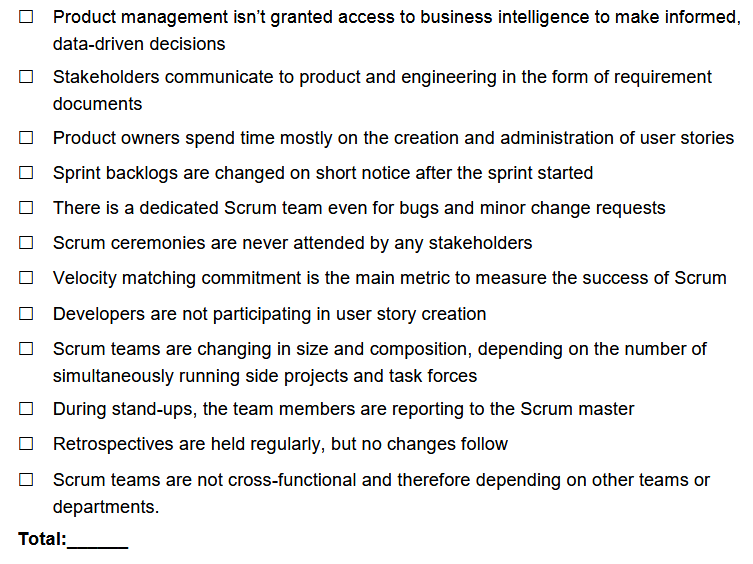 ☐ Product management isn't granted access to business intelligence to make informed,
data-driven decisions
☐ Stakeholders communicate to product and engineering in the form of requirement
documents
☐ Product owners spend time mostly on the creation and administration of user stories
☐ Sprint backlogs are changed on short notice after the sprint started
☐ There is a dedicated Scrum team even for bugs and minor change requests
☐ Scrum ceremonies are never attended by any stakeholders
☐ Velocity matching commitment is the main metric to measure the success of Scrum
☐ Developers are not participating in user story creation
☐ Scrum teams are changing in size and composition, depending on the number of
simultaneously running side projects and task forces
☐ During stand-ups, the team members are reporting to the Scrum master
☐ Retrospectives are held regularly, but no changes follow
☐ Scrum teams are not cross-functional and therefore depending on other teams or
departments.
Total:______